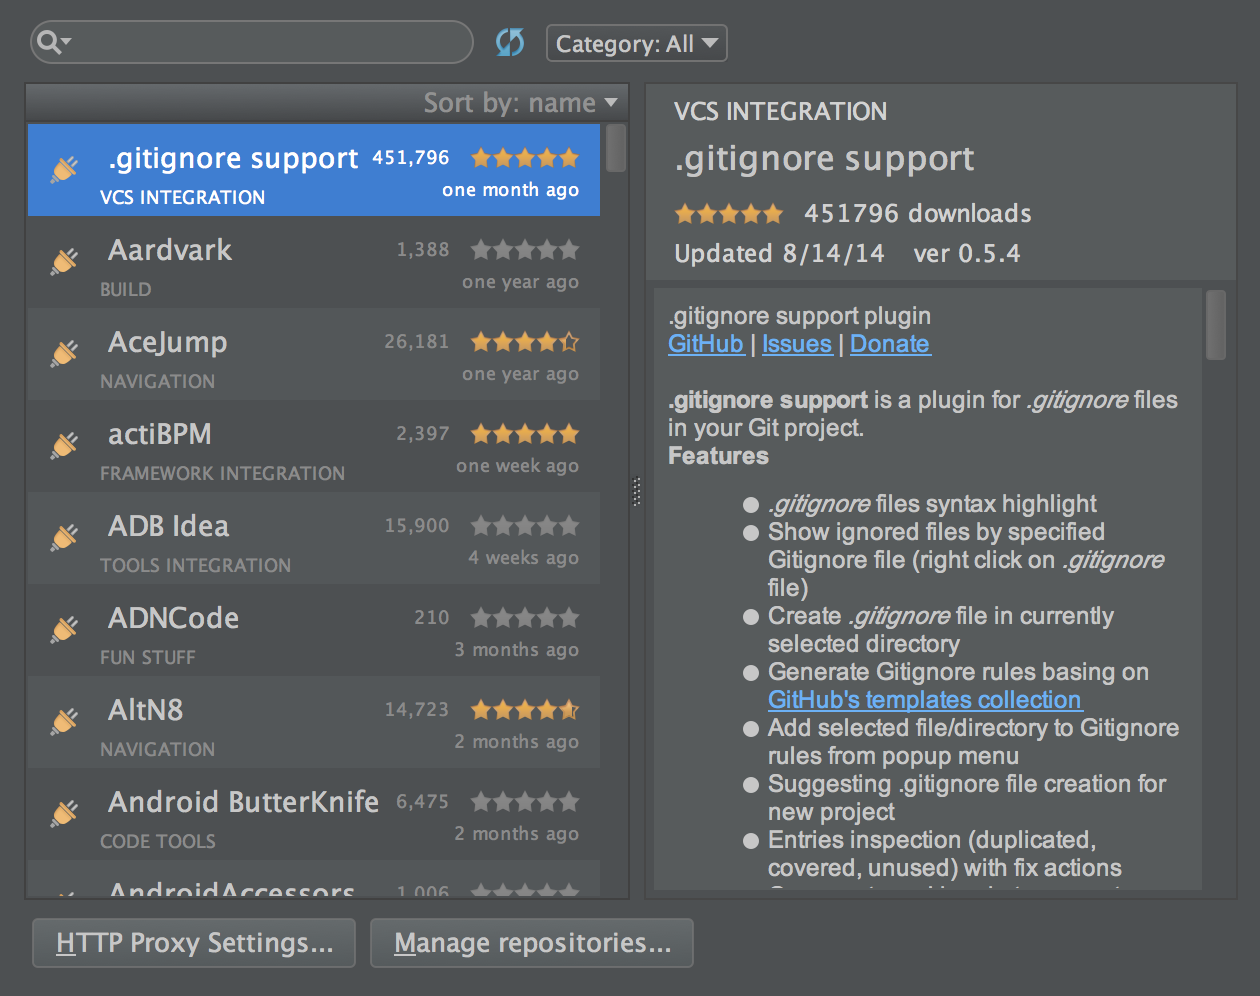 Category: All
Sort by: name
.gitignore support 451,796
VCS INTEGRATION one month ago
Aardvark 1,388
BUILD one year ago
AceJump 26,181
NAVIGATION one year ago
actiBPM 2,397
FRAMEWORK INTEGRATION one week ago
ADB Idea 15,900
TOOLS INTEGRATION 4 weeks ago
ADNCode 210
FUN STUFF 3 months ago
AltN8 14,723
NAVIGATION 2 months ago
Android ButterKnife 6,475
CODE TOOLS 2 months ago
AndroidAccessors 1,006
VCS INTEGRATION
.gitignore support
451796 downloads
Updated 8/14/14 ver 0.5.4
.gitignore support plugin
GitHub | Issues | Donate
.gitignore support is a plugin for .gitignore files
in your Git project.
Features
.gitignore files syntax highlight
Show ignored files by specified
Gitignore file (right click on .gitignore
file)
Create .gitignore file in currently
selected directory
Generate Gitignore rules basing on
GitHub's templates collection
Add selected file/directory to Gitignore
rules from popup menu
Suggesting .gitignore file creation for
new project
Entries inspection (duplicated,
covered, unused) with fix actions
HTTP Proxy Settings...
Manage repositories...